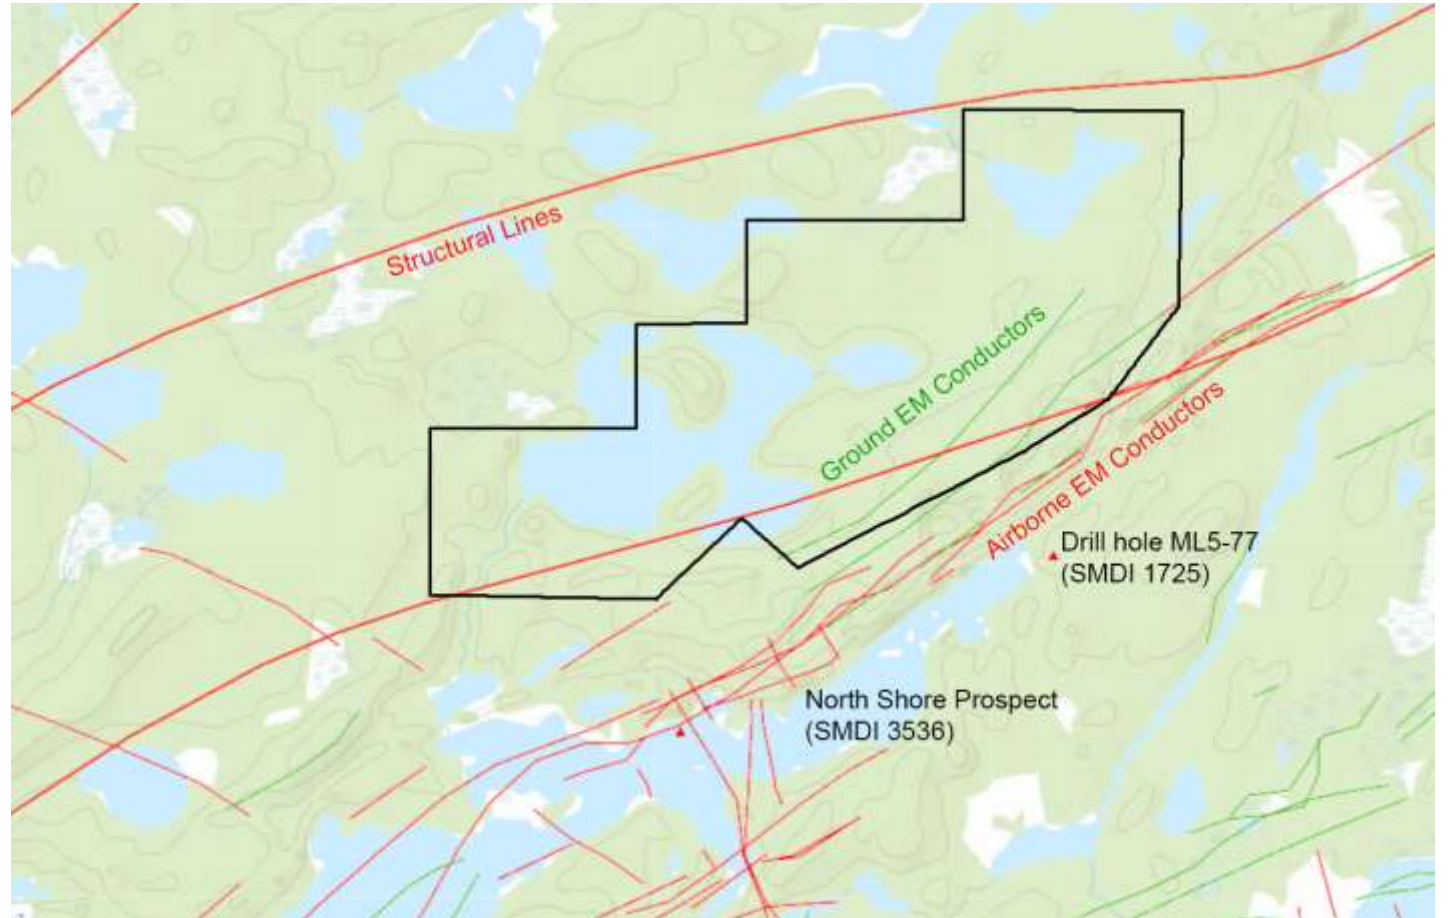 Structural Lines
Ground EM Conductors
Airborne EM Conductors
Drill hole ML5-77
(SMDI 1725)
North Shore Prospect
(SMDI 3536)